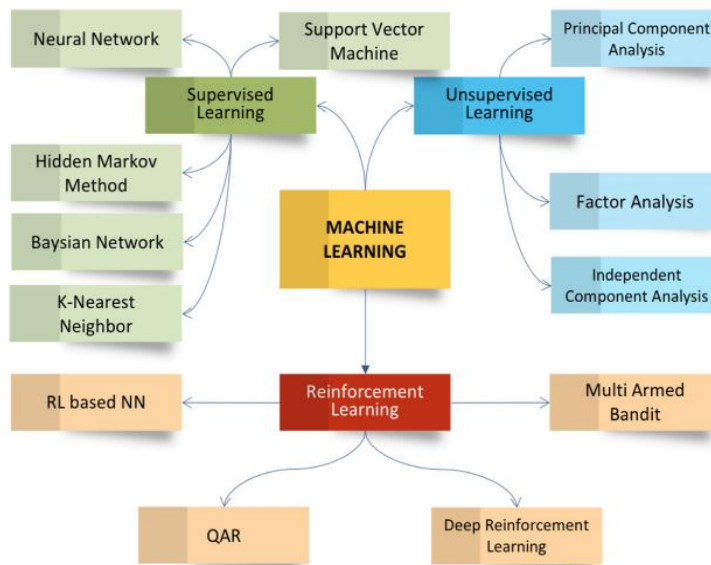 Neural Network
Support Vector
Machine
Principal Component
Analysis
Supervised
Learning
Unsupervised
Learning
Hidden Markov
Method
Baysian Network
K-Nearest
Neighbor
MACHINE
LEARNING
Factor Analysis
Independent
Component Analysis
RL based NN
Reinforcement
Learning
Multi Armed
Bandit
QAR
Deep Reinforcement
Learning